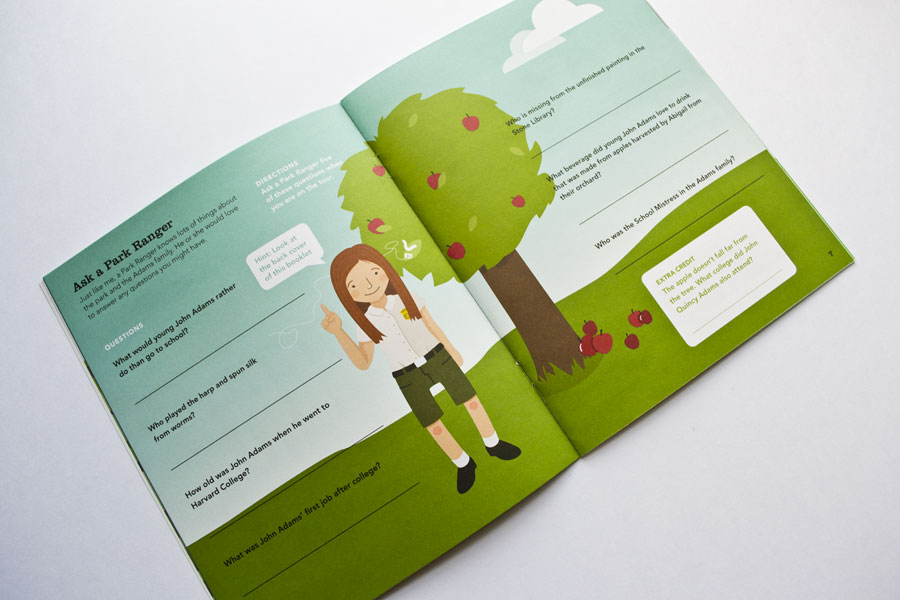 Ask a Park Ranger
Just like me, a Park Ranger knows lots of things about
the park and the Adams family. He or she would love
to answer any questions you might have.
DIRECTIONS
Ask a Park Ranger five
of these questions when
you are on the tour.
Hint: Look at
the back cover
of this booklet
QUESTIONS
What would young John Adams rather
do than go to school?
Who played the harp and spun silk
from worms?
How old was John Adams when he went to
Harvard College?
What was John Adams' first job after college?
Who is missing from the unfinished painting in the
Stone Library?
What beverage did young John Adams love to drink
that was made from apples harvested by Abigail from
their orchard?
Who was the School Mistress in the Adams family?
EXTRA CREDIT
The apple doesn't fall far from
the tree. What college did John
Quincy Adams also attend?